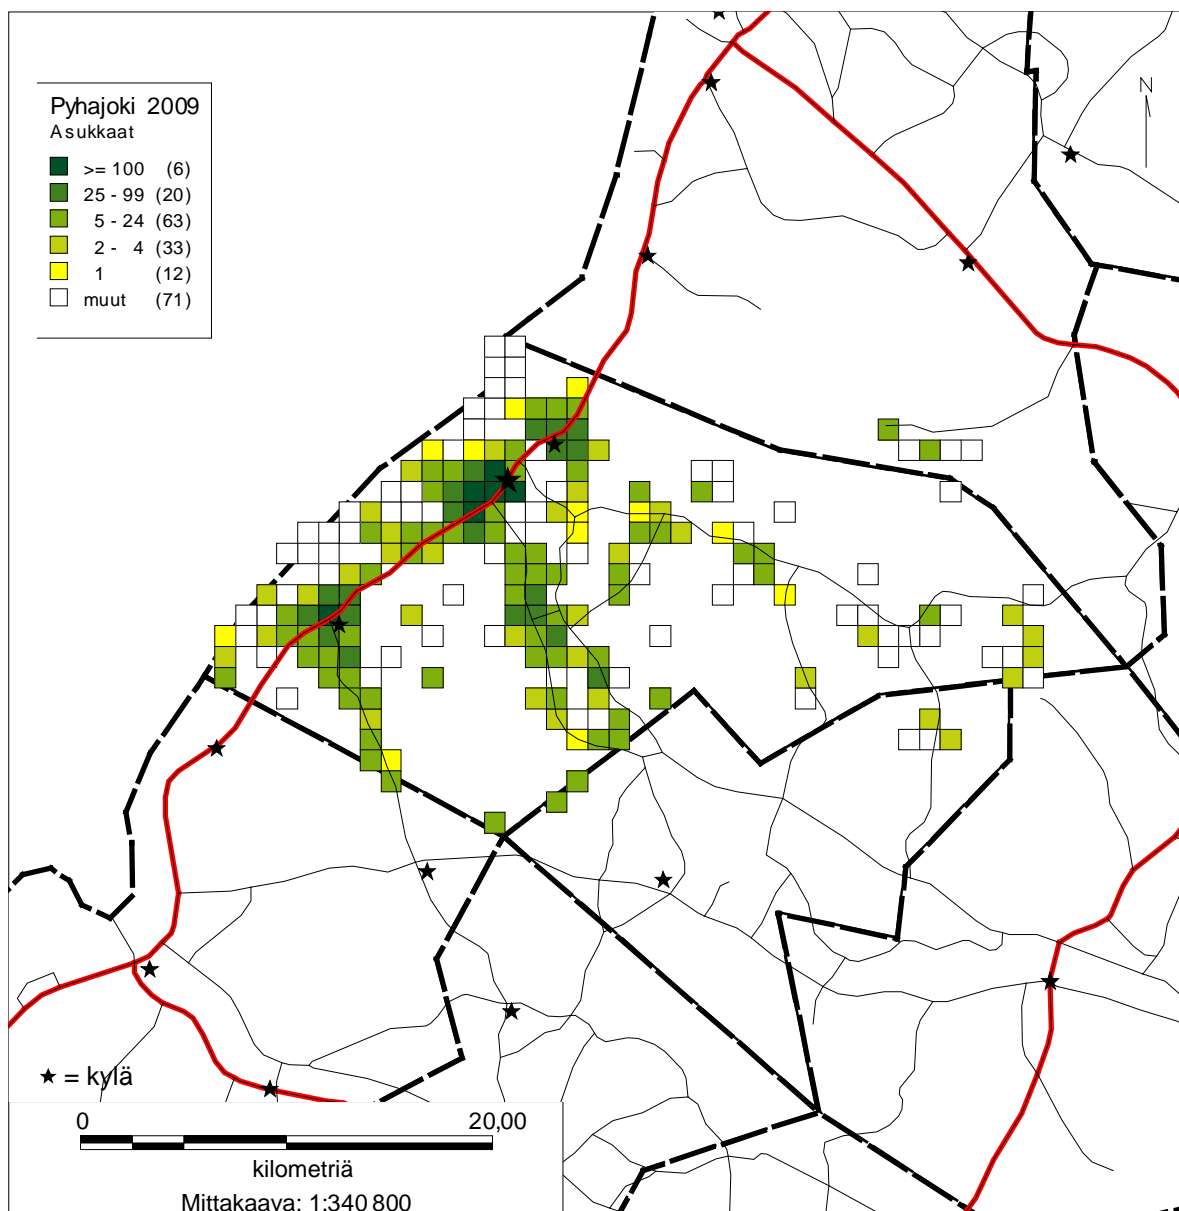 Pyhajoki 2009
Asukkaat
>= 100 (6)
25 - 99 (20)
5 - 24 (63)
2 - 4 (33)
1 (12)
muut (71)
N
★ = kylä
0 20,00
kilometriä
Mittakaava: 1:340 800